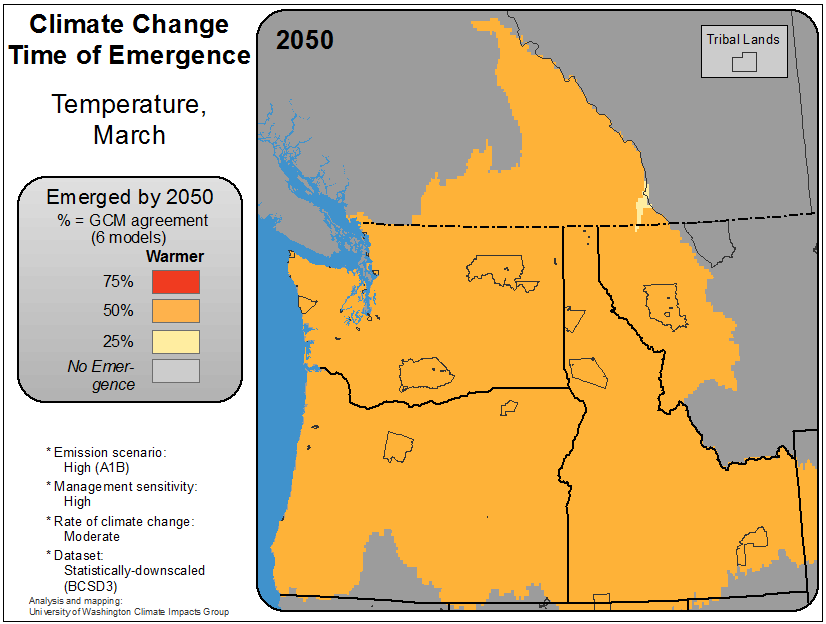 Climate Change
Time of Emergence
Temperature,
March
Emerged by 2050
% = GCM agreement
(6 models)
Warmer
75%
50%
25%
No Emer-
gence
* Emission scenario:
High (A1B)
* Management sensitivity:
High
* Rate of climate change:
Moderate
* Dataset:
Statistically-downscaled
(BCSD3)
Analysis and mapping:
University of Washington Climate Impacts Group
2050
Tribal Lands